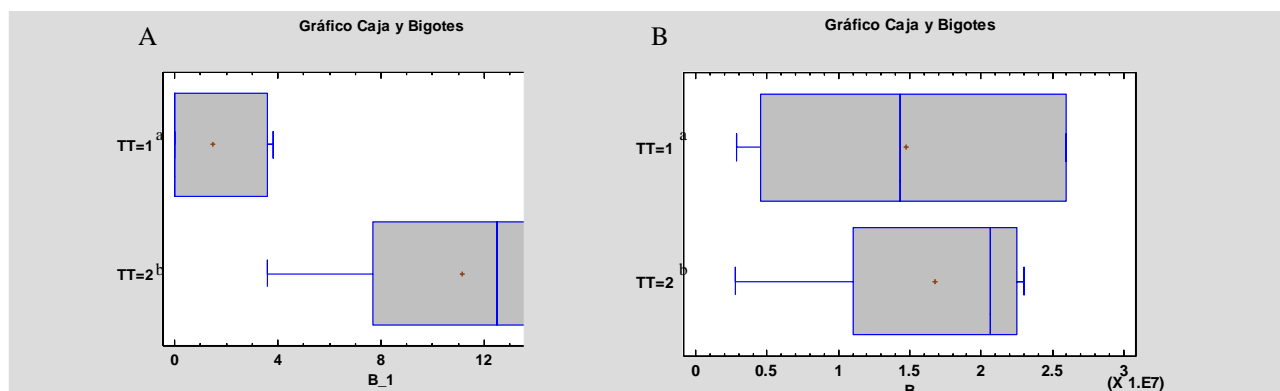 A
Gráfico Caja y Bigotes
TT=1 a
TT=2 b
0 4 8 12
B_1
B
Gráfico Caja y Bigotes
TT=1 a
TT=2 b
0 0.5 1 1.5 2 2.5 3
(X 1.E7)